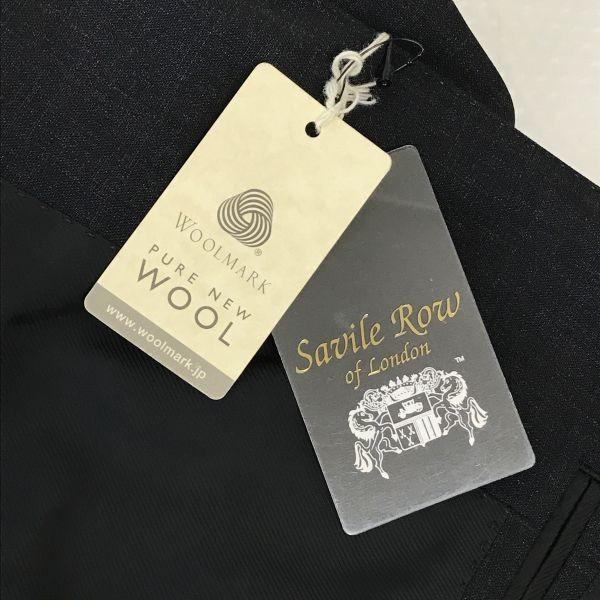 WOOLMARK
®
PURE NEW
WOOL
www.woolmark.jp
Savile Row
of London
™